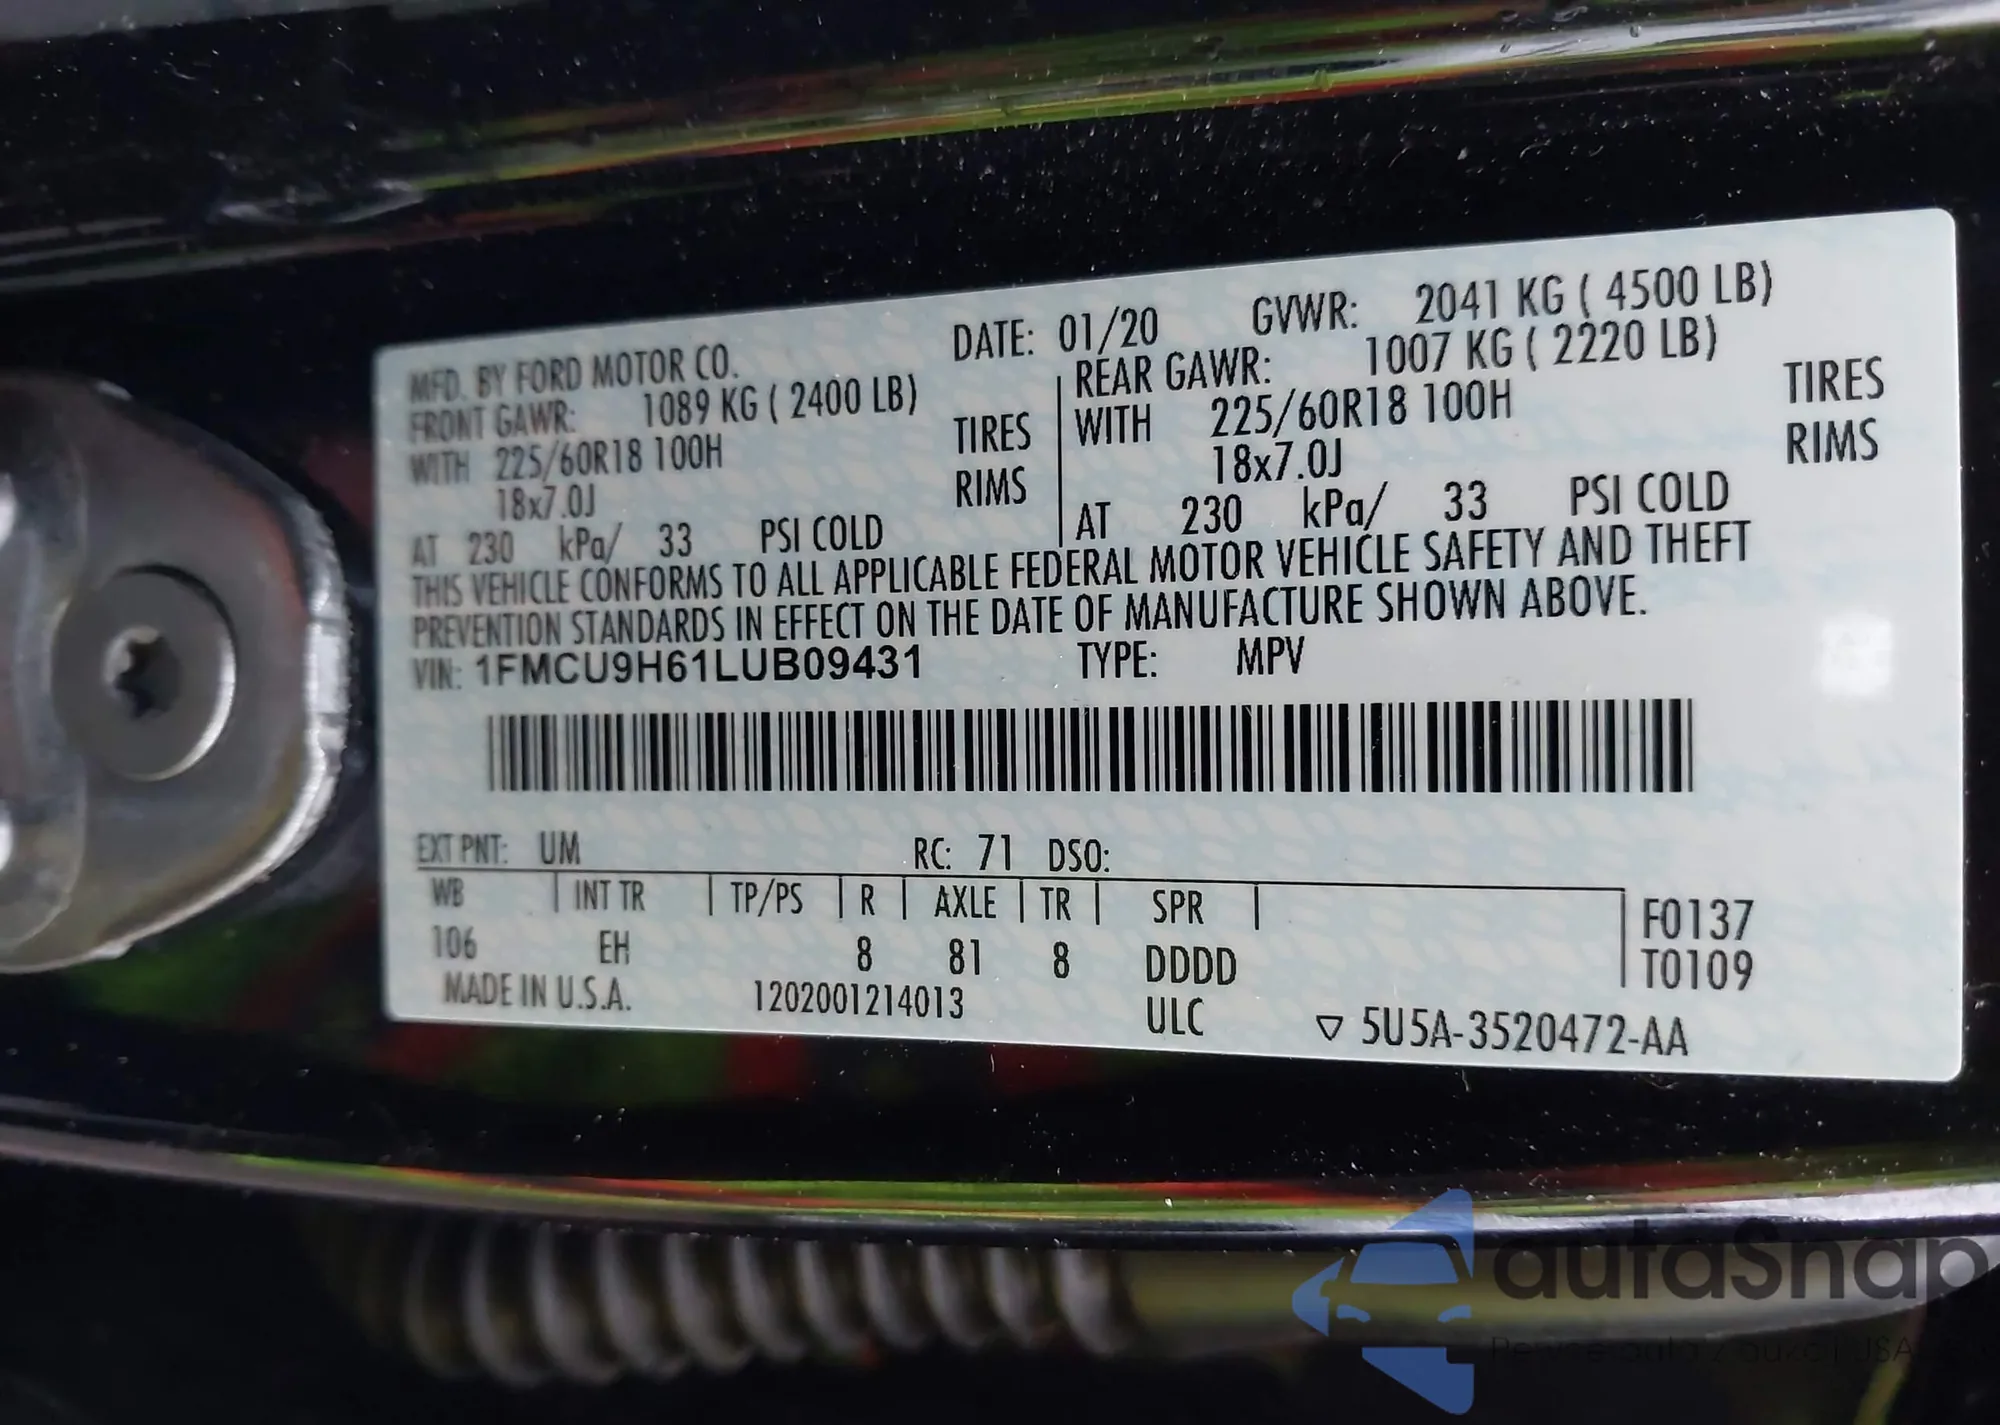 MFD. BY FORD MOTOR CO. DATE: 01/20 GVWR: 2041 KG ( 4500 LB)
FRONT GAWR: 1089 KG ( 2400 LB) REAR GAWR: 1007 KG ( 2220 LB)
WITH 225/60R18 100H TIRES WITH 225/60R18 100H TIRES
18x7.0J RIMS 18x7.0J RIMS
AT 230 kPa/ 33 PSI COLD AT 230 kPa/ 33 PSI COLD
THIS VEHICLE CONFORMS TO ALL APPLICABLE FEDERAL MOTOR VEHICLE SAFETY AND THEFT
PREVENTION STANDARDS IN EFFECT ON THE DATE OF MANUFACTURE SHOWN ABOVE.
VIN: 1FMCU9H61LUB09431 TYPE: MPV
EXT PNT: UM RC: 71 DSO:
WB INT TR TP/PS R AXLE TR SPR F0137
106 EH 8 81 8 DDDD T0109
MADE IN U.S.A. 1202001214013 ULC ▽ 5U5A-3520472-AA
autaSnap